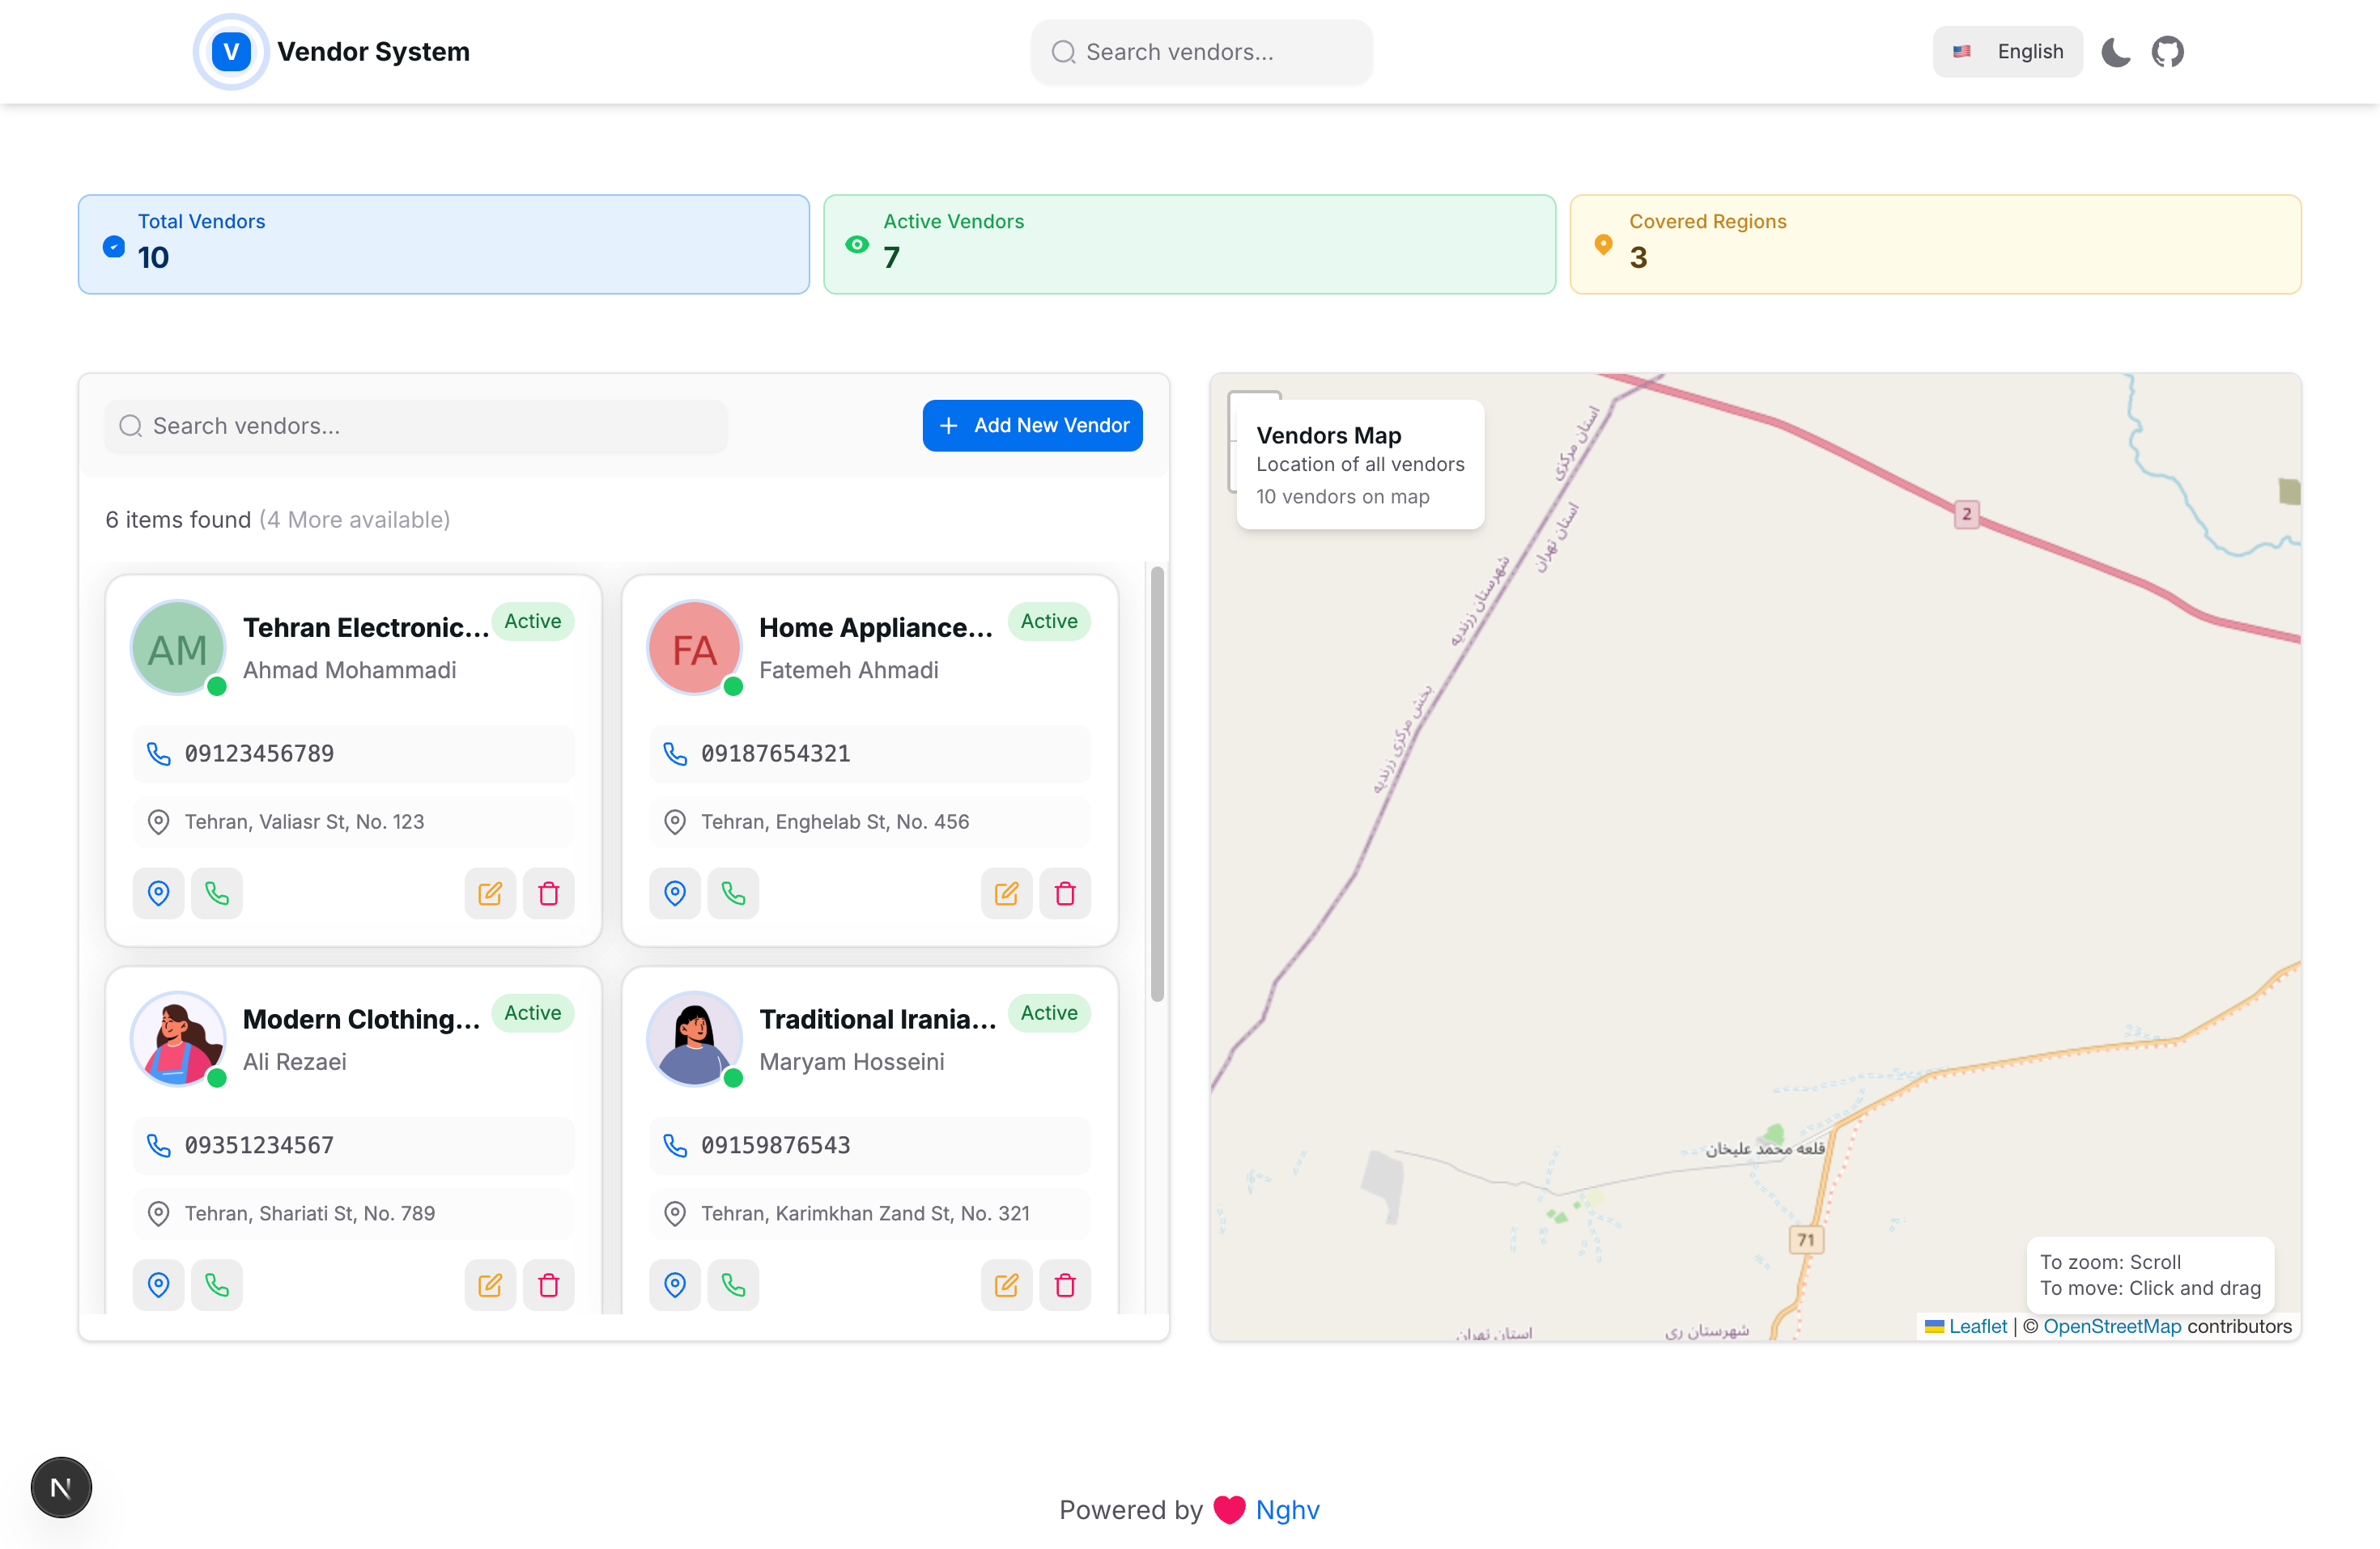 V
Vendor System
Search vendors...
English
Total Vendors
10
Active Vendors
7
Covered Regions
3
Search vendors...
Add New Vendor
6 items found (4 More available)
AM
Tehran Electronic...
Active
Ahmad Mohammadi
09123456789
Tehran, Valiasr St, No. 123
FA
Home Appliance...
Active
Fatemeh Ahmadi
09187654321
Tehran, Enghelab St, No. 456
Modern Clothing...
Active
Ali Rezaei
09351234567
Tehran, Shariati St, No. 789
Traditional Irania...
Active
Maryam Hosseini
09159876543
Tehran, Karimkhan Zand St, No. 321
Vendors Map
Location of all vendors
10 vendors on map
استان مرکزی
استان تهران
2
شهرستان زرندیه
بخش مرکزی زرندیه
قلعه محمد علیخان
71
استان تهران
شهرستان ری
To zoom: Scroll
To move: Click and drag
Leaflet | © OpenStreetMap contributors
N
Powered by Nghv